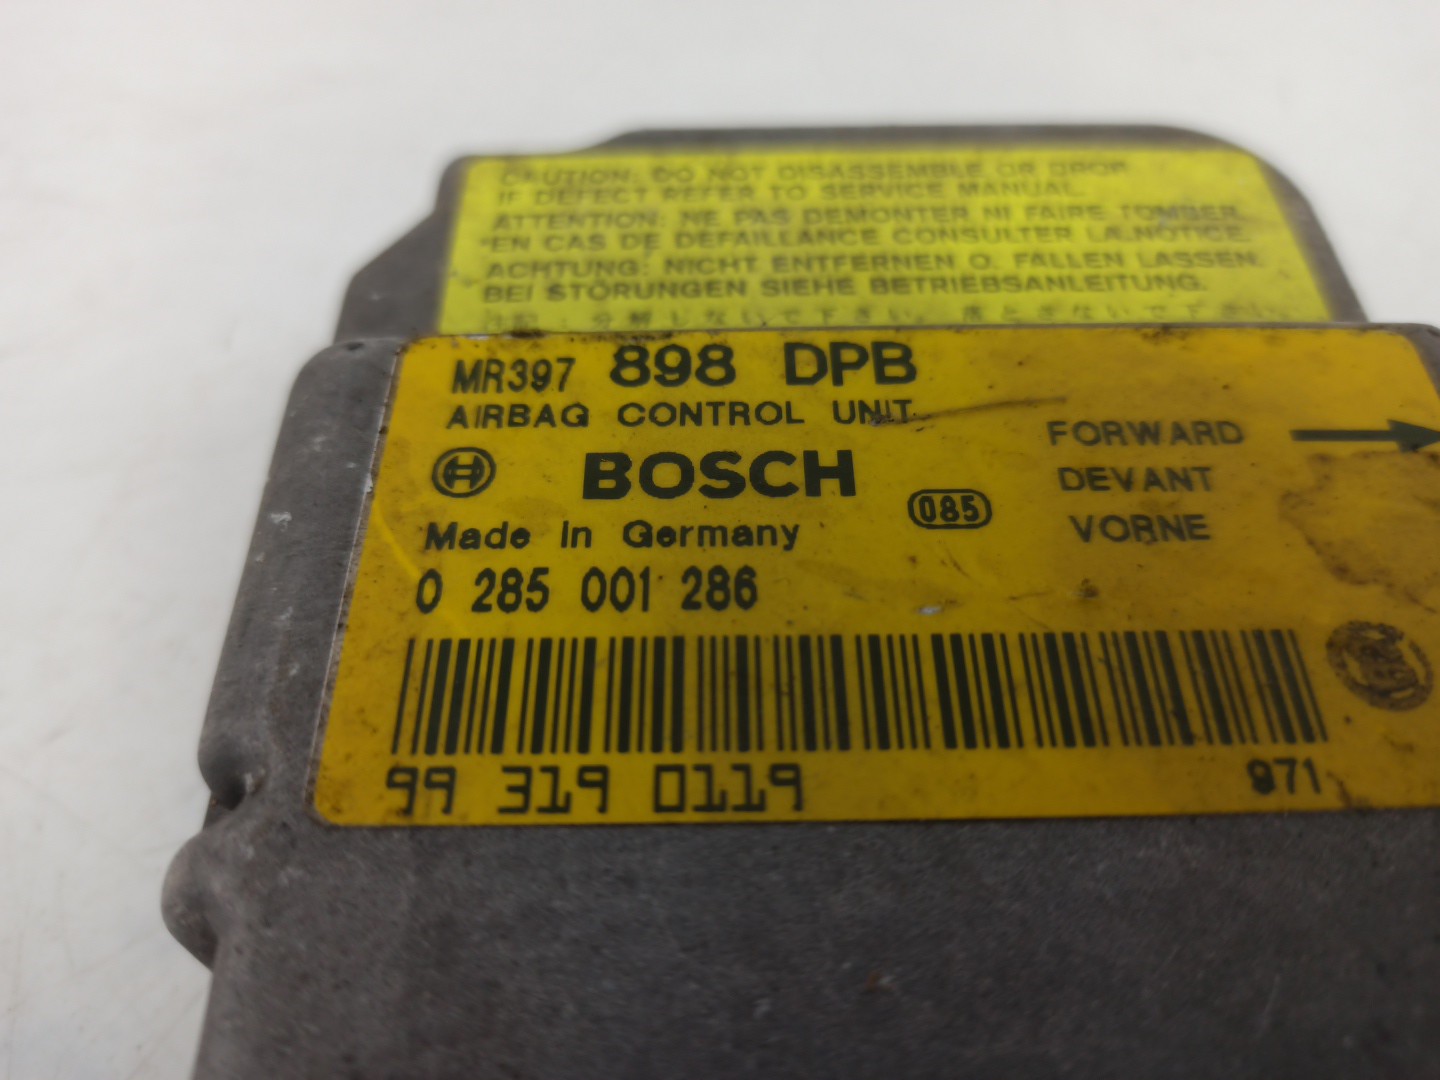 CAUTION: DO NOT DISASSEMBLE OR DROP.
IF DEFECT REFER TO SERVICE MANUAL.
ATTENTION: NE PAS DEMONTER NI FAIRE TOMBER.
EN CAS DE DEFAILLANCE CONSULTER LA NOTICE.
ACHTUNG: NICHT ENTFERNEN O. FALLEN LASSEN.
BEI STÖRUNGEN SIEHE BETRIEBSANLEITUNG.
MR397 898 DPB
AIRBAG CONTROL UNIT
BOSCH
Made In Germany
085
FORWARD
DEVANT
VORNE
0 285 001 286
99 319 0119
971